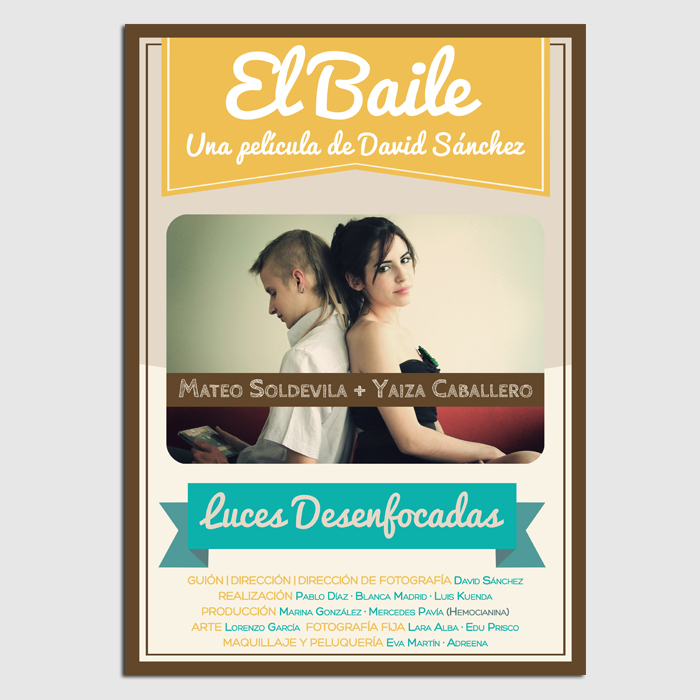 El Baile
Una película de David Sánchez
Mateo Soldevila + Yaiza Caballero
Luces Desenfocadas
GUIÓN | DIRECCIÓN | DIRECCIÓN DE FOTOGRAFÍA David Sánchez
REALIZACIÓN Pablo Díaz · Blanca Madrid · Luis Kuenda
PRODUCCIÓN Marina González · Mercedes Pavía (Hemocianina)
ARTE Lorenzo García FOTOGRAFÍA FIJA Lara Alba · Edu Prisco
MAQUILLAJE Y PELUQUERÍA Eva Martín · Adreena